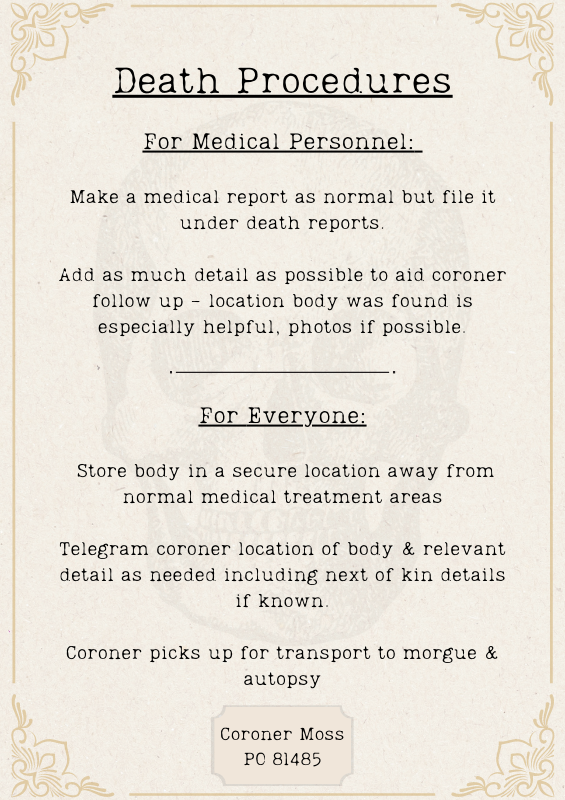 Death Procedures
For Medical Personnel:
Make a medical report as normal but file it
under death reports.
Add as much detail as possible to aid coroner
follow up - location body was found is
especially helpful, photos if possible.
For Everyone:
Store body in a secure location away from
normal medical treatment areas
Telegram coroner location of body & relevant
detail as needed including next of kin details
if known.
Coroner picks up for transport to morgue &
autopsy
Coroner Moss
PO 81485